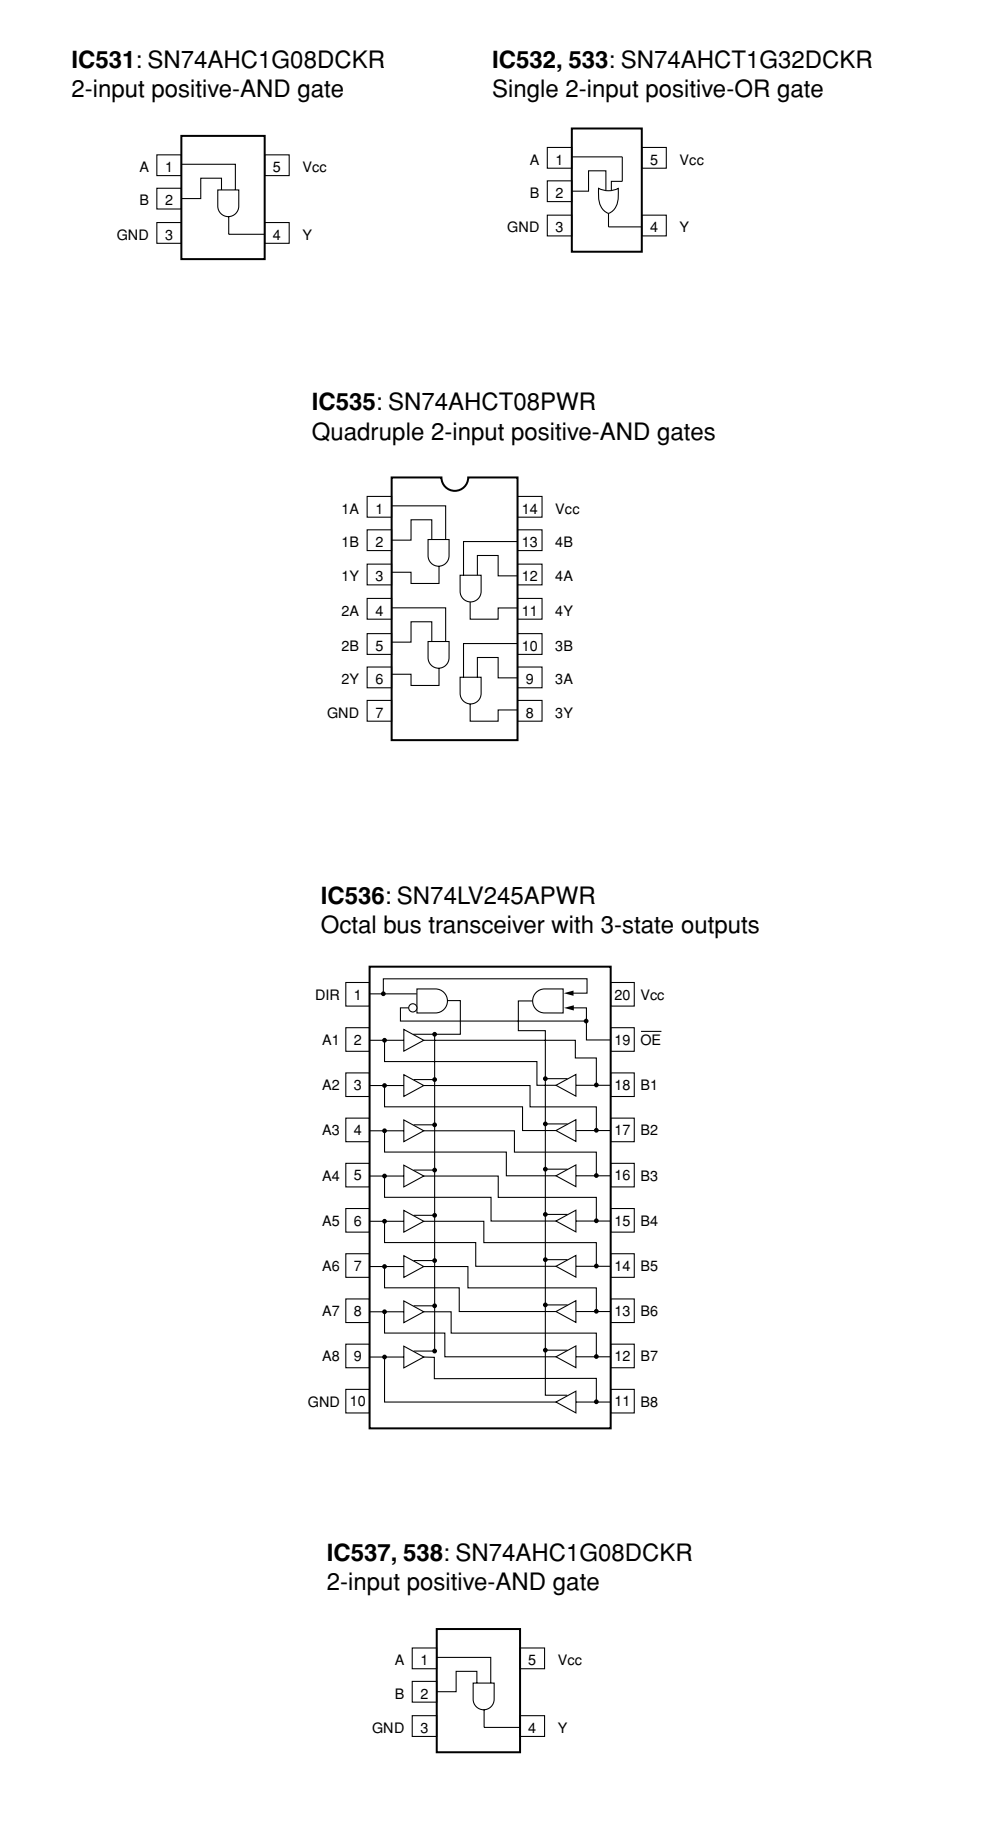 IC531: SN74AHC1G08DCKR
2-input positive-AND gate
A 1 5 Vcc
B 2
GND 3 4 Y
IC532, 533: SN74AHCT1G32DCKR
Single 2-input positive-OR gate
A 1 5 Vcc
B 2
GND 3 4 Y
IC535: SN74AHCT08PWR
Quadruple 2-input positive-AND gates
1A 1 14 Vcc
1B 2 13 4B
1Y 3 12 4A
2A 4 11 4Y
2B 5 10 3B
2Y 6 9 3A
GND 7 8 3Y
IC536: SN74LV245APWR
Octal bus transceiver with 3-state outputs
DIR 1 20 Vcc
A1 2 19 O̅E̅
A2 3 18 B1
A3 4 17 B2
A4 5 16 B3
A5 6 15 B4
A6 7 14 B5
A7 8 13 B6
A8 9 12 B7
GND 10 11 B8
IC537, 538: SN74AHC1G08DCKR
2-input positive-AND gate
A 1 5 Vcc
B 2
GND 3 4 Y